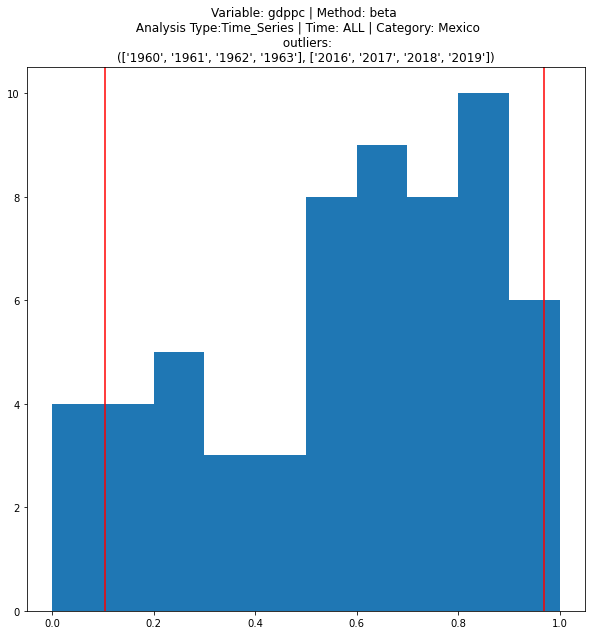 Variable: gdppc | Method: beta
Analysis Type:Time_Series | Time: ALL | Category: Mexico
outliers:
(['1960', '1961', '1962', '1963'], ['2016', '2017', '2018', '2019'])
10
8
6
4
2
0
0.0 0.2 0.4 0.6 0.8 1.0